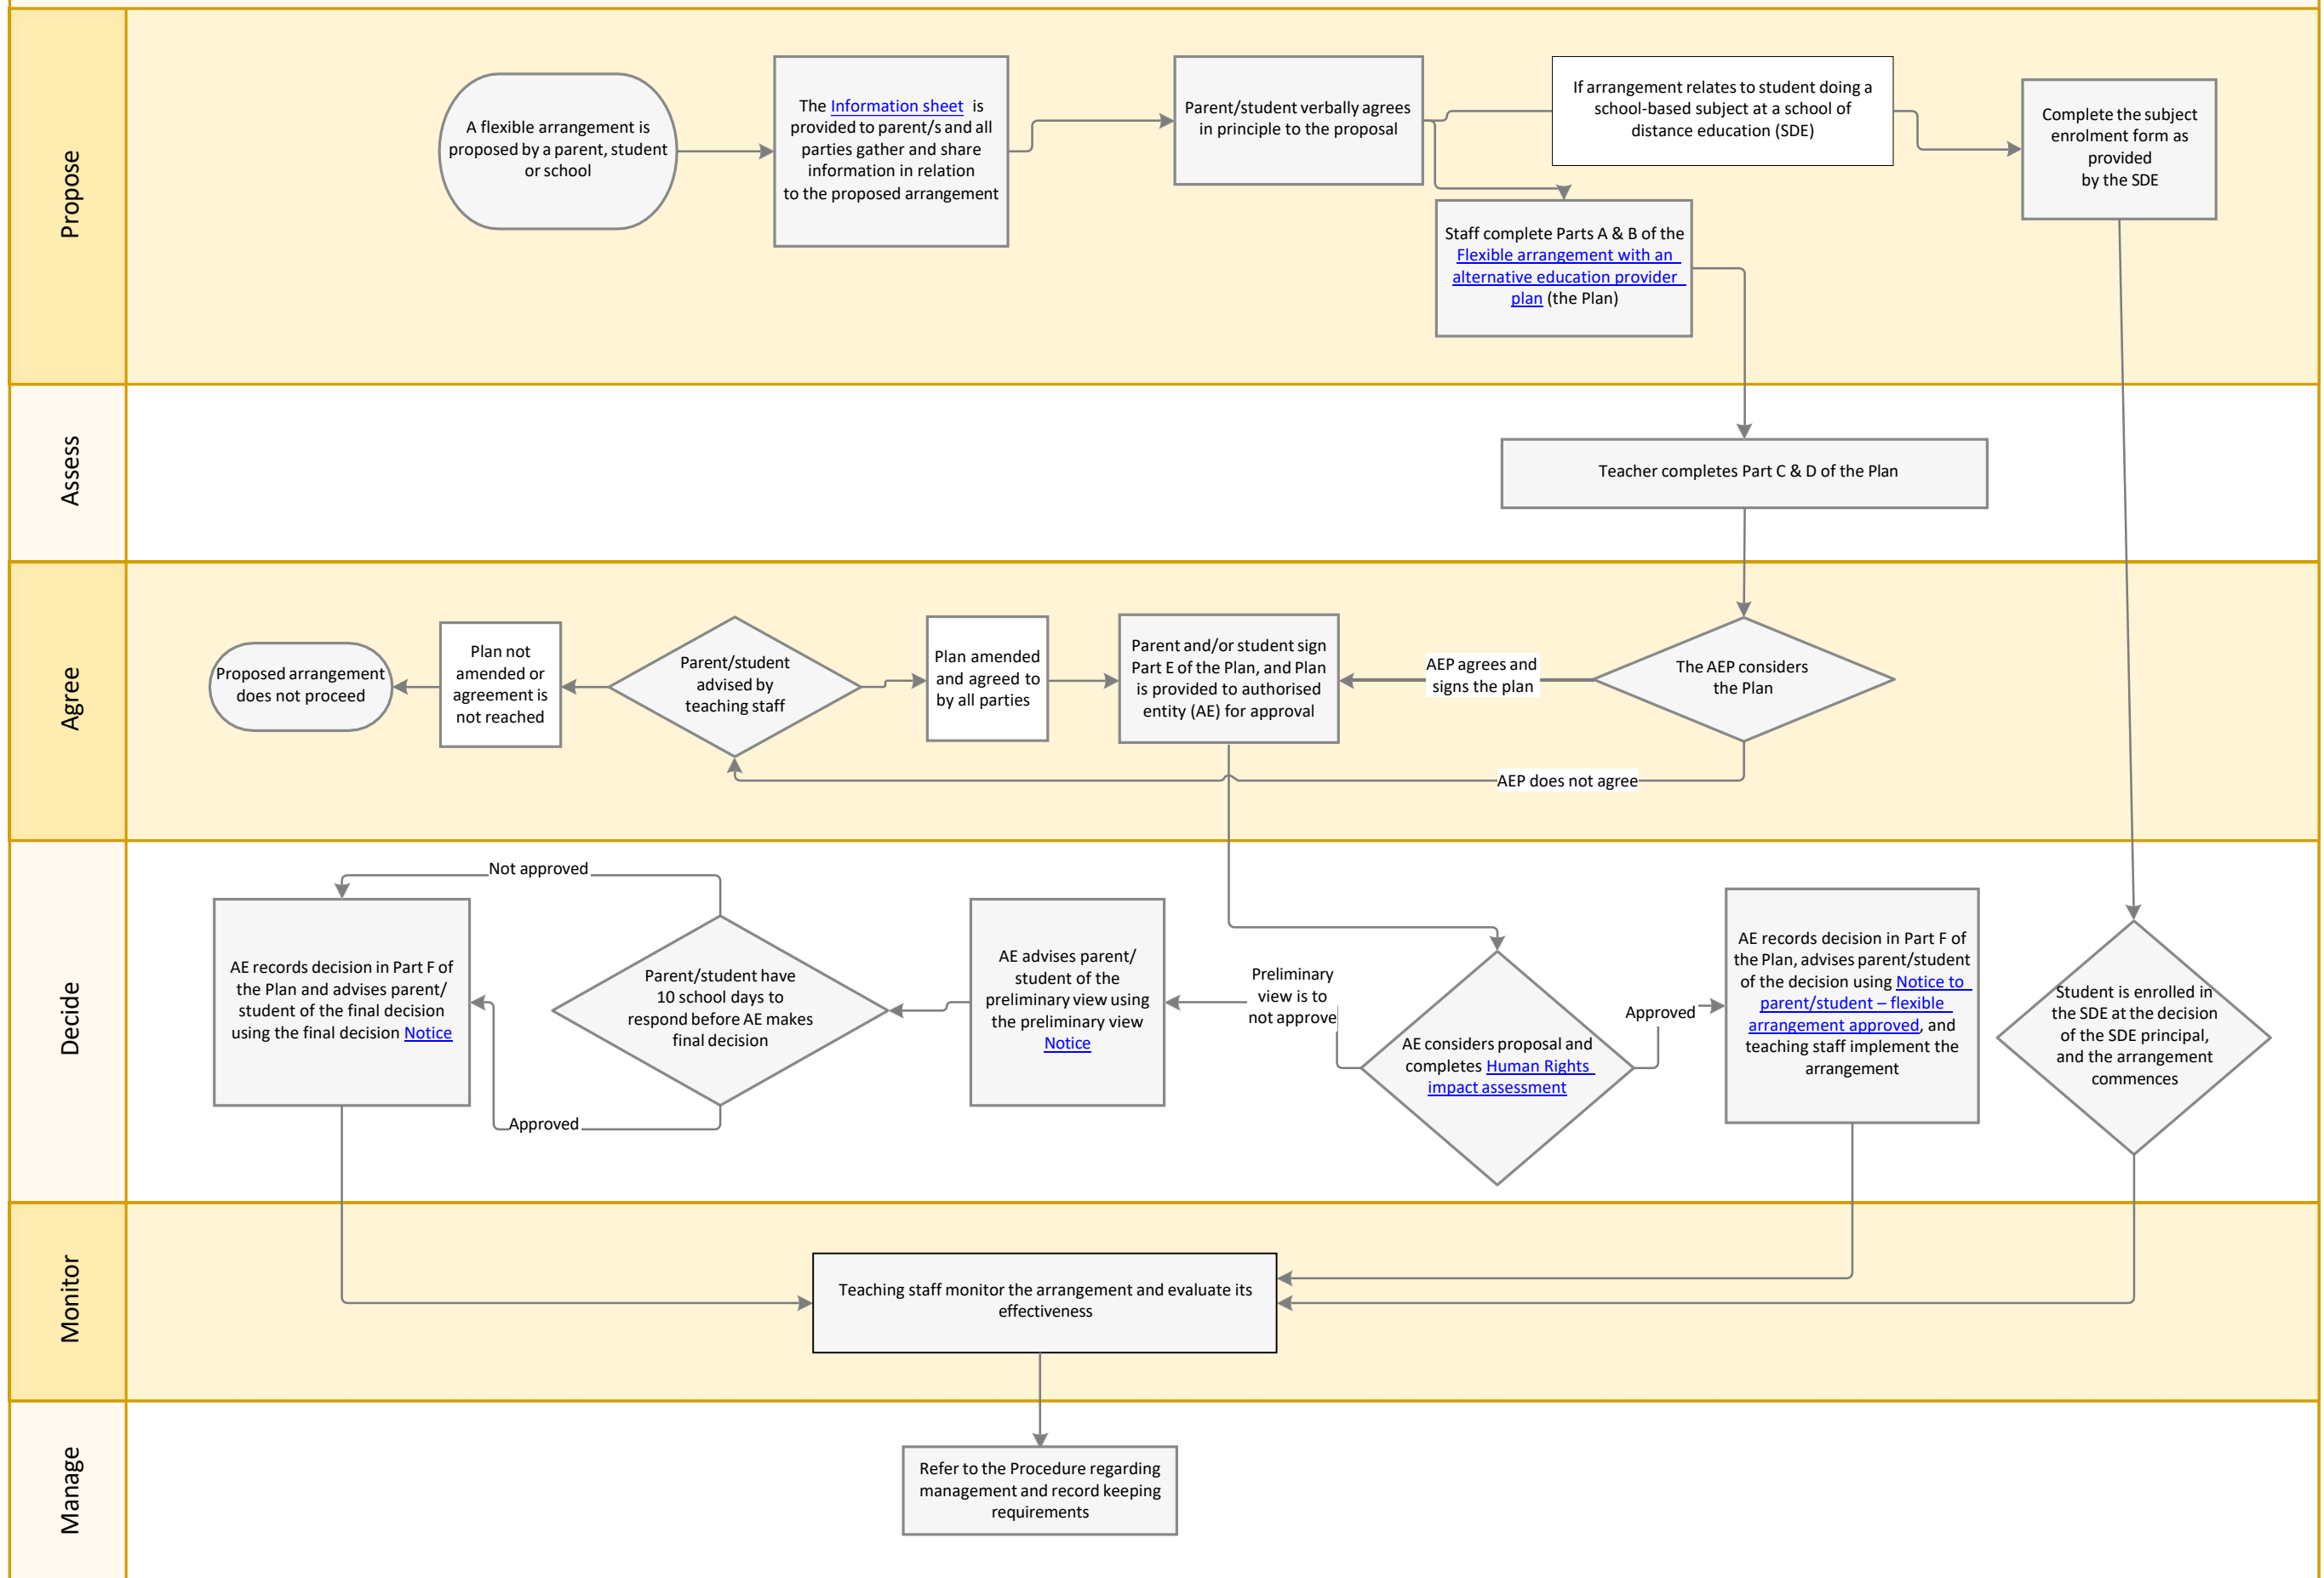 Propose
A flexible arrangement is
proposed by a parent, student
or school
The Information sheet is
provided to parent/s and all
parties gather and share
information in relation
to the proposed arrangement
Parent/student verbally agrees
in principle to the proposal
If arrangement relates to student doing a
school-based subject at a school of
distance education (SDE)
Complete the subject
enrolment form as
provided
by the SDE
Staff complete Parts A & B of the
Flexible arrangement with an
alternative education provider
plan (the Plan)
Assess
Teacher completes Part C & D of the Plan
Agree
Proposed arrangement
does not proceed
Plan not
amended or
agreement is
not reached
Parent/student
advised by
teaching staff
Plan amended
and agreed to
by all parties
Parent and/or student sign
Part E of the Plan, and Plan
is provided to authorised
entity (AE) for approval
AEP agrees and
signs the plan
The AEP considers
the Plan
AEP does not agree
Decide
Not approved
AE records decision in Part F of
the Plan and advises parent/
student of the final decision
using the final decision Notice
Approved
Parent/student have
10 school days to
respond before AE makes
final decision
AE advises parent/
student of the
preliminary view using
the preliminary view
Notice
Preliminary
view is to
not approve
AE considers proposal and
completes Human Rights
impact assessment
Approved
AE records decision in Part F of
the Plan, advises parent/student
of the decision using Notice to
parent/student – flexible
arrangement approved, and
teaching staff implement the
arrangement
Student is enrolled in
the SDE at the decision
of the SDE principal,
and the arrangement
commences
Monitor
Teaching staff monitor the arrangement and evaluate its
effectiveness
Manage
Refer to the Procedure regarding
management and record keeping
requirements